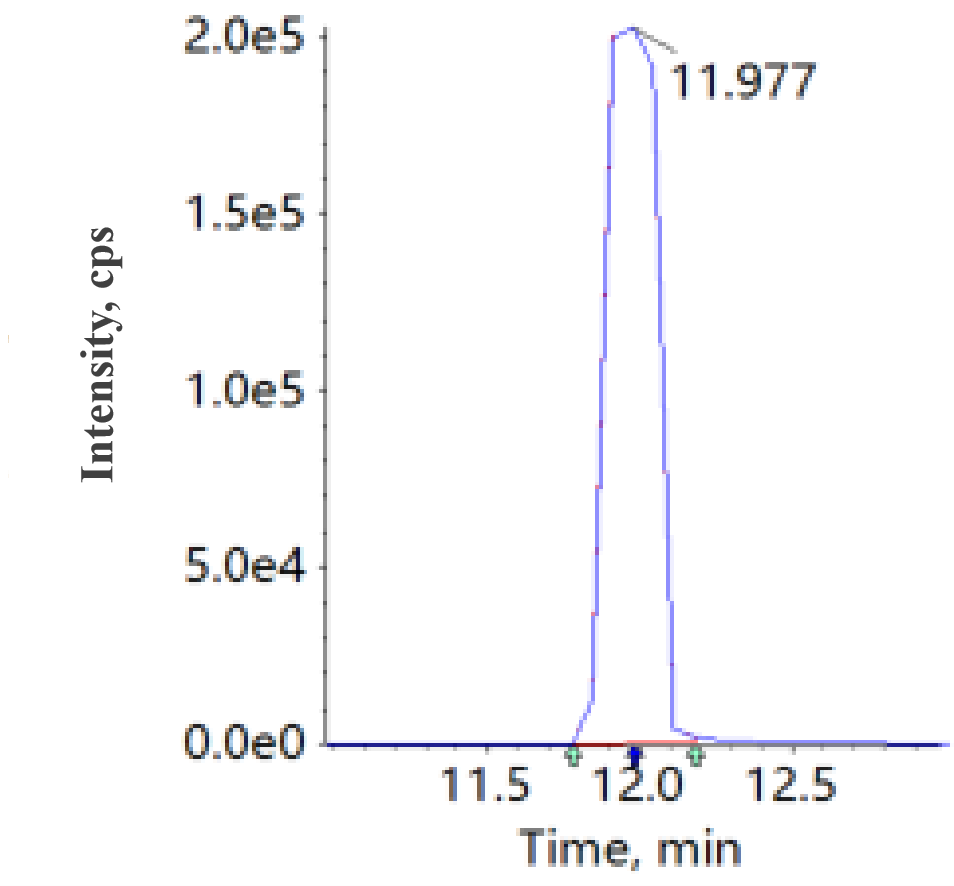 2.0e5
11.977
1.5e5
Intensity, cps
1.0e5
5.0e4
0.0e0
11.5 12.0 12.5
Time, min